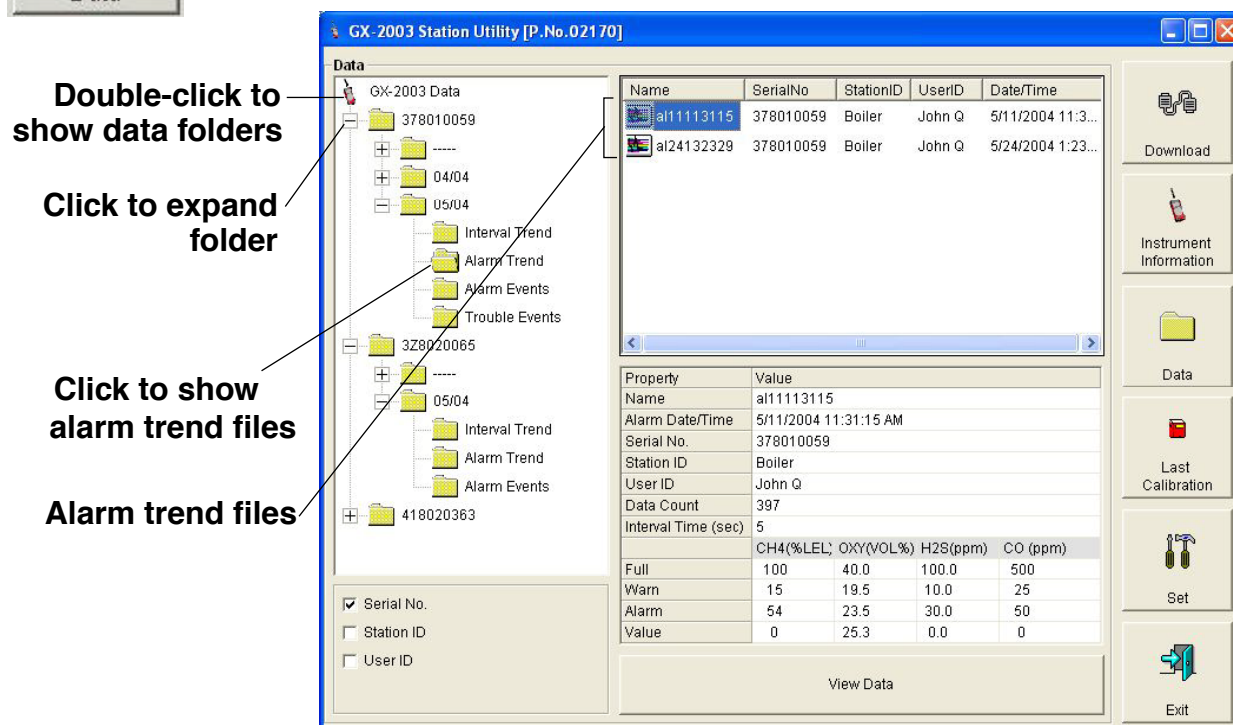 GX-2003 Station Utility [P.No.02170]
Double-click to
show data folders
Click to expand
folder
Click to show
alarm trend files
Alarm trend files
Data
GX-2003 Data
378010059
-----
04/04
05/04
Interval Trend
Alarm Trend
Alarm Events
Trouble Events
3Z8020065
-----
05/04
Interval Trend
Alarm Trend
Alarm Events
418020363
Serial No.
Station ID
User ID
Name SerialNo StationID UserID Date/Time
al11113115 378010059 Boiler John Q 5/11/2004 11:3...
al24132329 378010059 Boiler John Q 5/24/2004 1:23...
Property Value
Name al11113115
Alarm Date/Time 5/11/2004 11:31:15 AM
Serial No. 378010059
Station ID Boiler
User ID John Q
Data Count 397
Interval Time (sec) 5
CH4(%LEL) OXY(VOL%) H2S(ppm) CO (ppm)
Full 100 40.0 100.0 500
Warn 15 19.5 10.0 25
Alarm 54 23.5 30.0 50
Value 0 25.3 0.0 0
View Data
Download
Instrument
Information
Data
Last
Calibration
Set
Exit